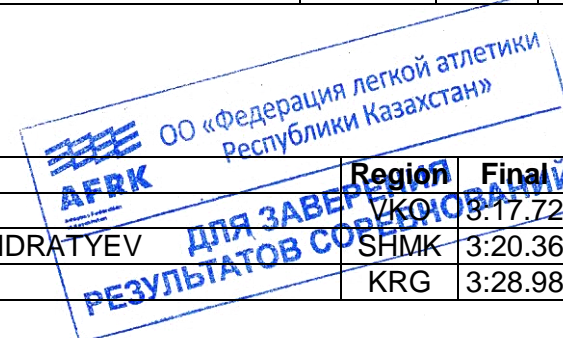 ОО «Федерация легкой атлетики
Республики Казахстан»
AFRK
Region Final
ДЛЯ ЗАВЕРЕНИЯ
VKO 3:17.72
NDRATYEV SHMK 3:20.36
РЕЗУЛЬТАТОВ СОРЕВНОВАНИЙ
KRG 3:28.98